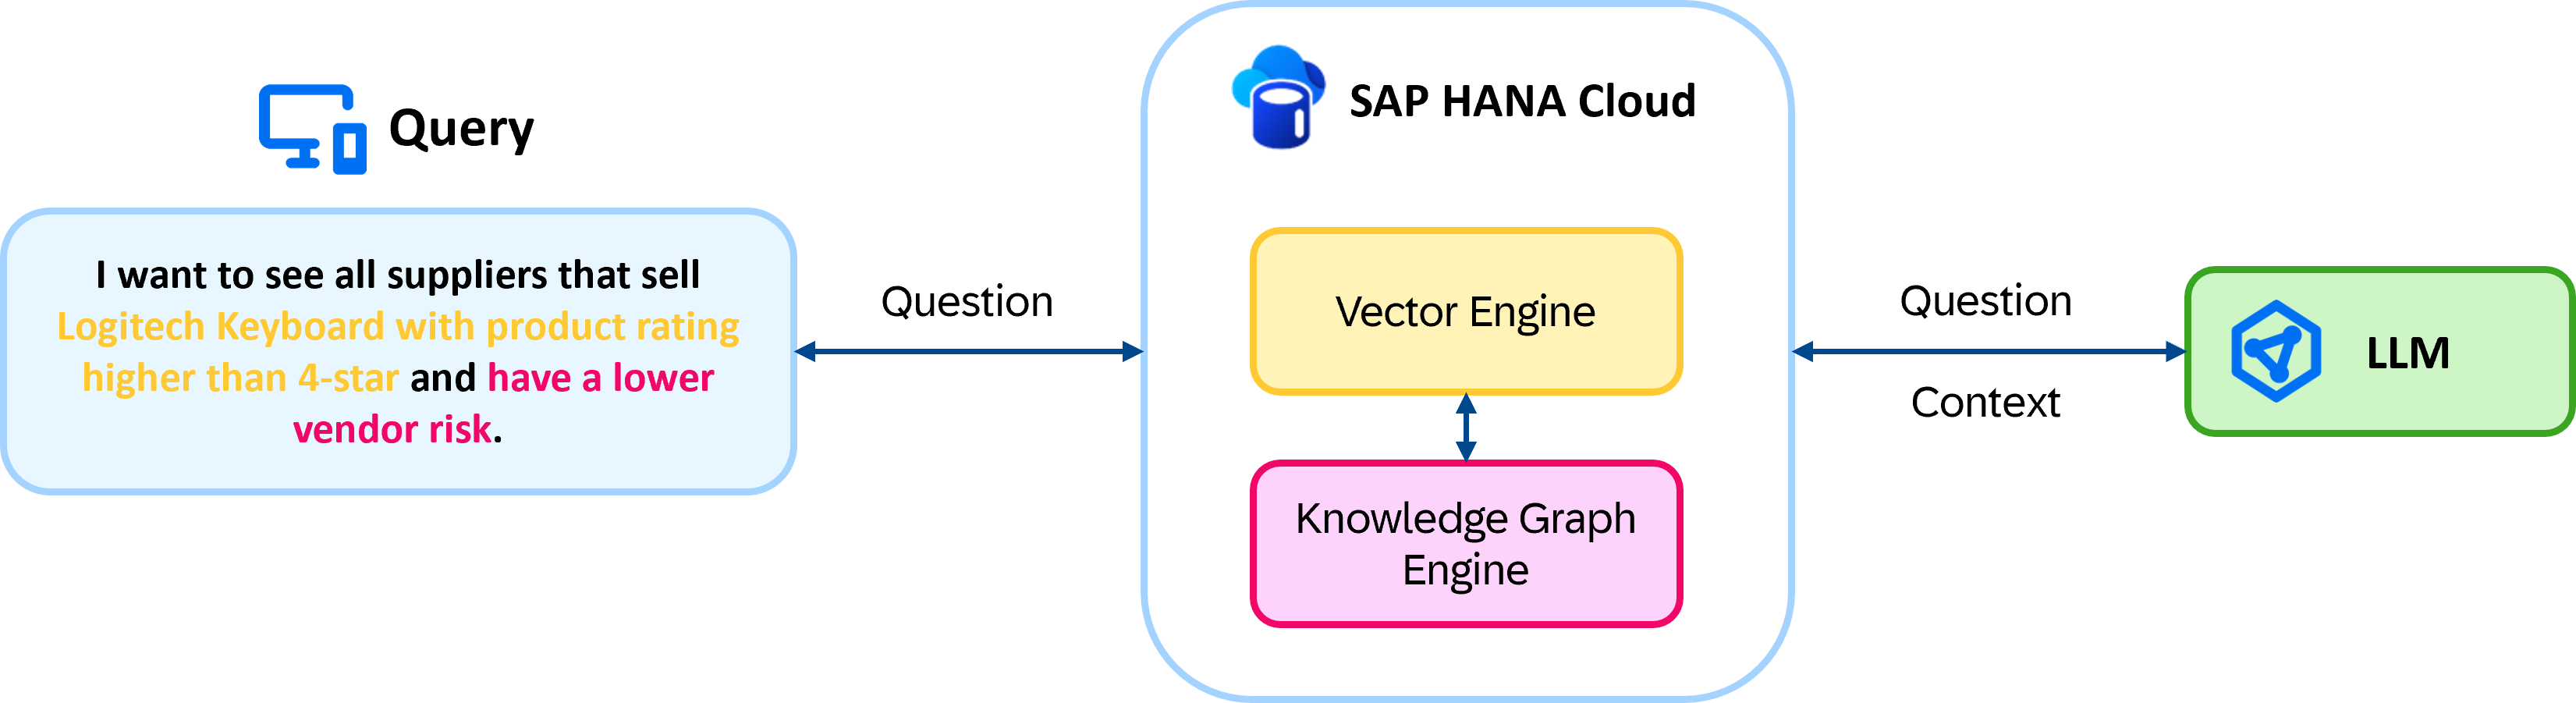 Query
I want to see all suppliers that sell
Logitech Keyboard with product rating
higher than 4-star and have a lower
vendor risk.
Question
SAP HANA Cloud
Vector Engine
Knowledge Graph
Engine
Question
Context
LLM